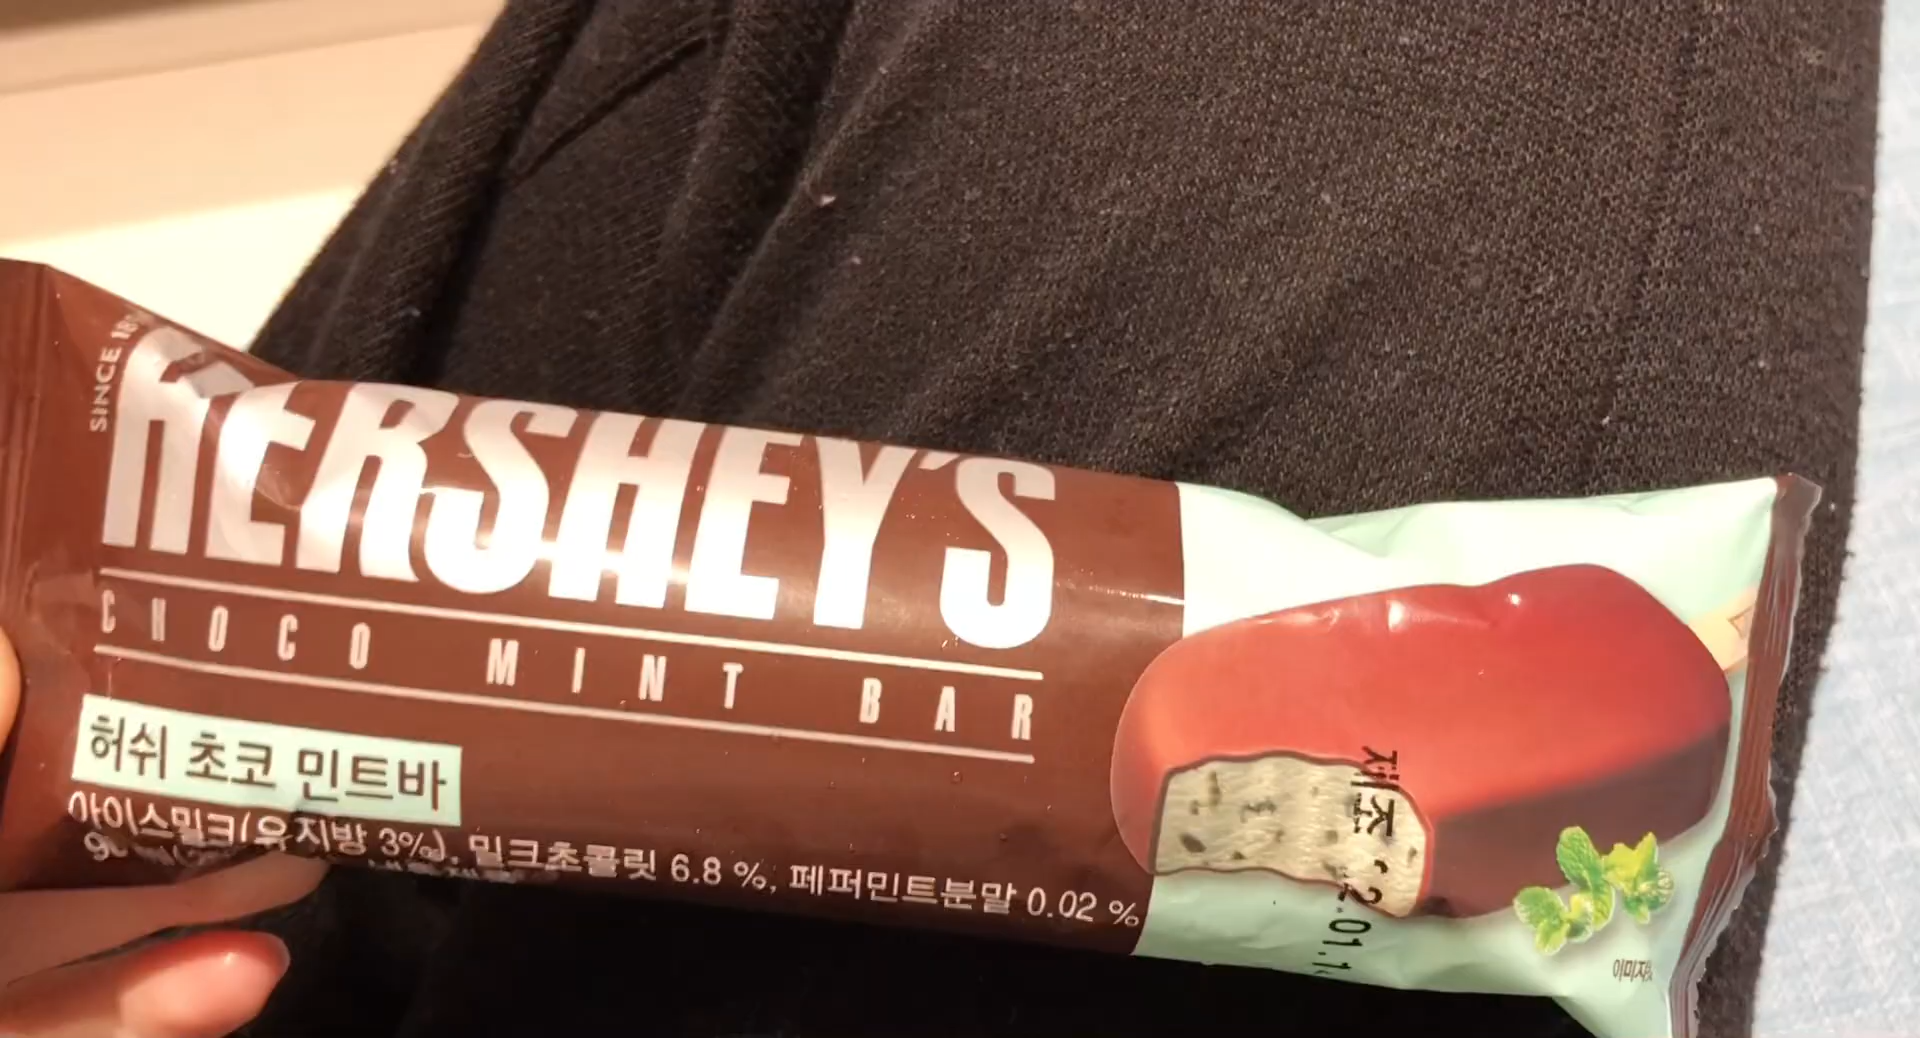 SINCE
HERSHEY'S
CHOCO MINT BAR
허쉬 초코 민트바
아이스밀크(유지방 3%), 밀크초콜릿 6.8 %, 페퍼민트분말 0.02 %
제조